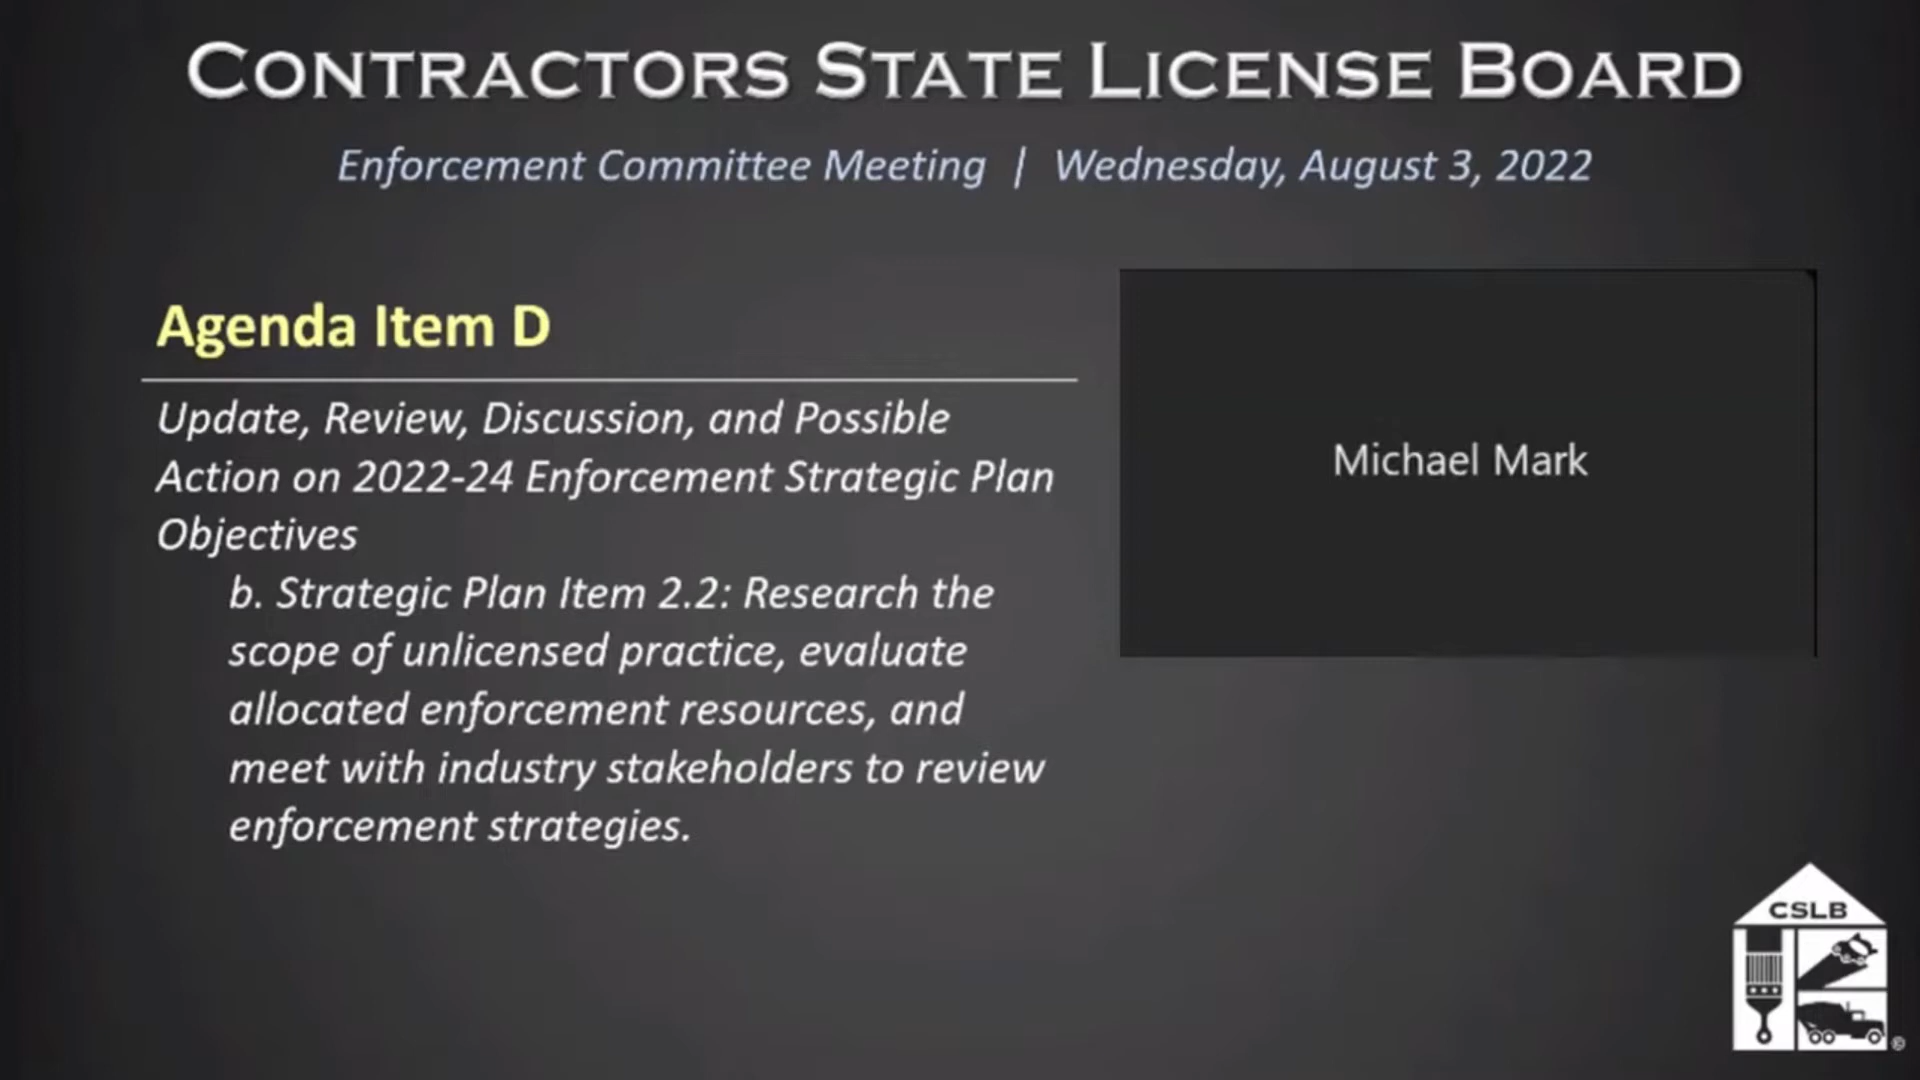 CONTRACTORS STATE LICENSE BOARD
Enforcement Committee Meeting | Wednesday, August 3, 2022
Agenda Item D
Update, Review, Discussion, and Possible
Action on 2022-24 Enforcement Strategic Plan
Objectives
b. Strategic Plan Item 2.2: Research the
scope of unlicensed practice, evaluate
allocated enforcement resources, and
meet with industry stakeholders to review
enforcement strategies.
Michael Mark
CSLB
©